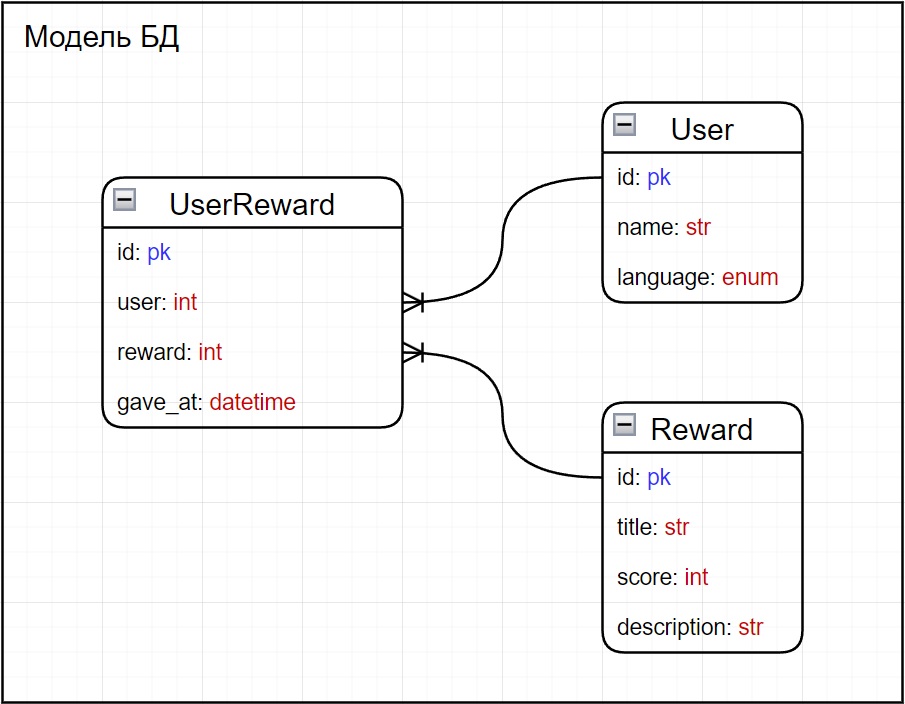 Модель БД
UserReward
id: pk
user: int
reward: int
gave_at: datetime
User
id: pk
name: str
language: enum
Reward
id: pk
title: str
score: int
description: str